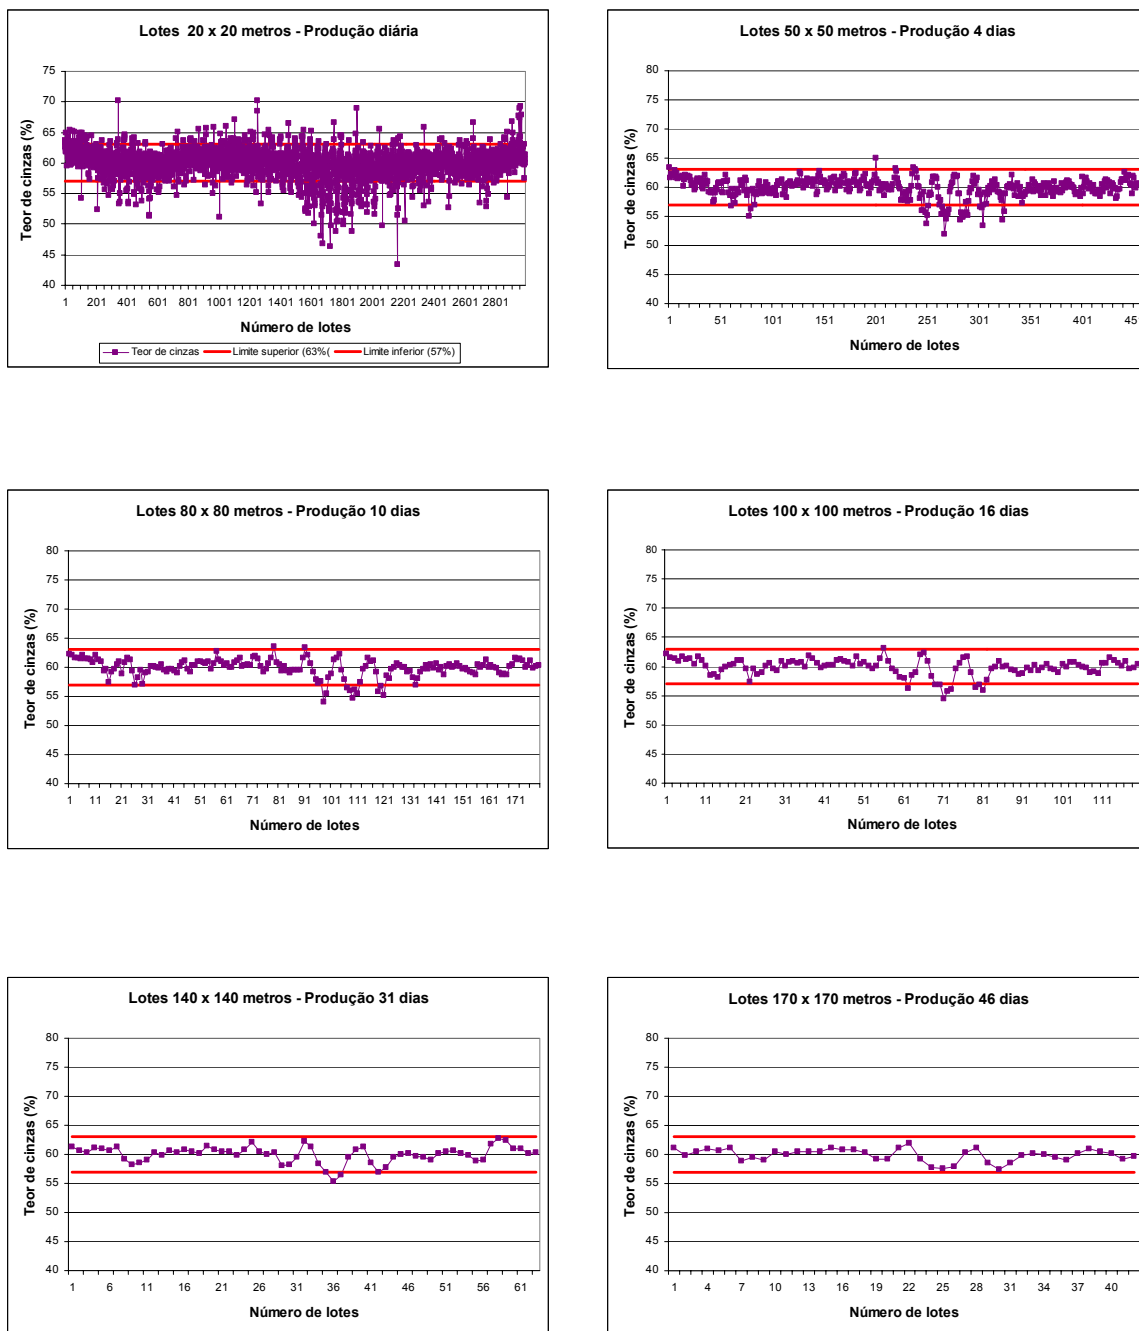 Lotes 20 x 20 metros - Produção diária
Teor de cinzas (%)
75
70
65
60
55
50
45
40
1 201 401 601 801 1001 1201 1401 1601 1801 2001 2201 2401 2601 2801
Número de lotes
Teor de cinzas Limite superior (63%( Limite inferior (57%)
Lotes 50 x 50 metros - Produção 4 dias
Teor de cinzas (%)
80
75
70
65
60
55
50
45
40
1 51 101 151 201 251 301 351 401 451
Número de lotes
Lotes 80 x 80 metros - Produção 10 dias
Teor de cinzas (%)
80
75
70
65
60
55
50
45
40
1 11 21 31 41 51 61 71 81 91 101 111 121 131 141 151 161 171
Número de lotes
Lotes 100 x 100 metros - Produção 16 dias
Teor de cinzas (%)
80
75
70
65
60
55
50
45
40
1 11 21 31 41 51 61 71 81 91 101 111
Número de lotes
Lotes 140 x 140 metros - Produção 31 dias
Teor de cinzas (%)
80
75
70
65
60
55
50
45
40
1 6 11 16 21 26 31 36 41 46 51 56 61
Número de lotes
Lotes 170 x 170 metros - Produção 46 dias
Teor de cinzas (%)
80
75
70
65
60
55
50
45
40
1 4 7 10 13 16 19 22 25 28 31 34 37 40
Número de lotes